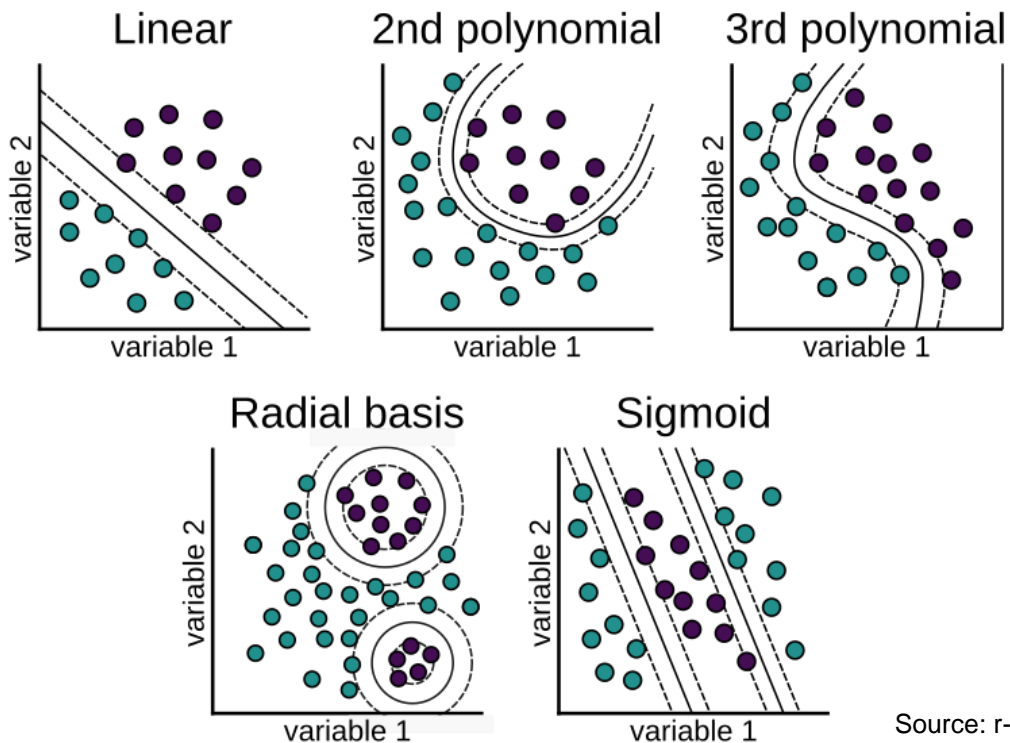 Linear
2nd polynomial
3rd polynomial
variable 2
variable 2
variable 2
variable 1
variable 1
variable 1
Radial basis
Sigmoid
variable 2
variable 2
variable 1
variable 1
Source: r-